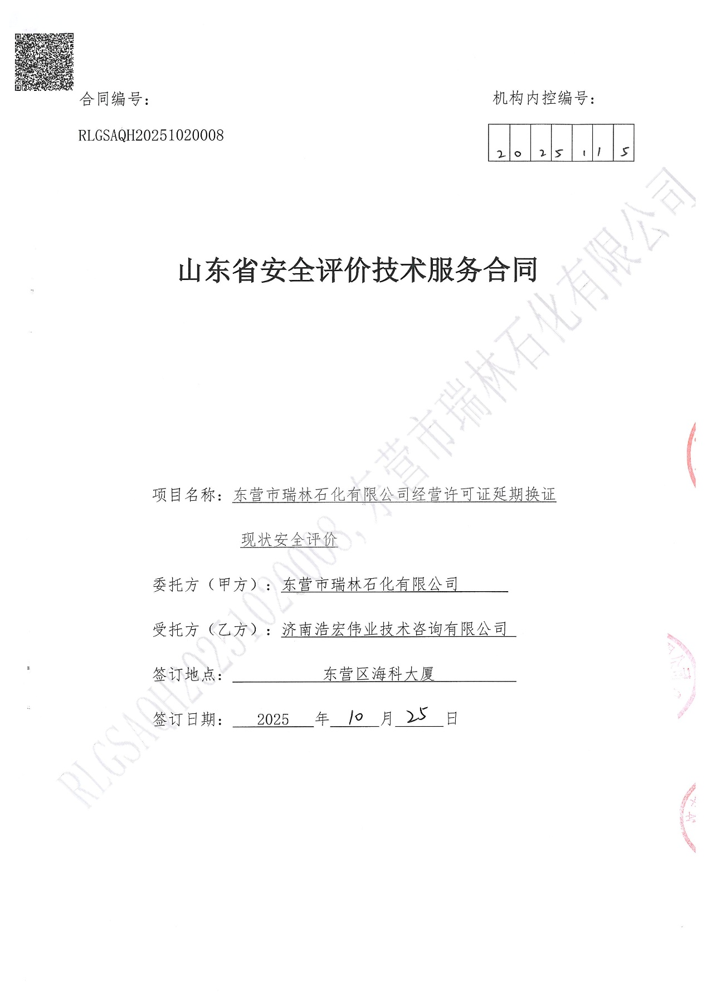 合同编号：
机构内控编号：
RLGSAQH20251020008
2025115
山东省安全评价技术服务合同
项目名称：东营市瑞林石化有限公司经营许可证延期换证
现状安全评价
委托方（甲方）：东营市瑞林石化有限公司
受托方（乙方）：济南浩宏伟业技术咨询有限公司
签订地点：东营区海科大厦
签订日期：2025年10月25日
RLGSAQH20251020008, 东营市瑞林石化有限公司